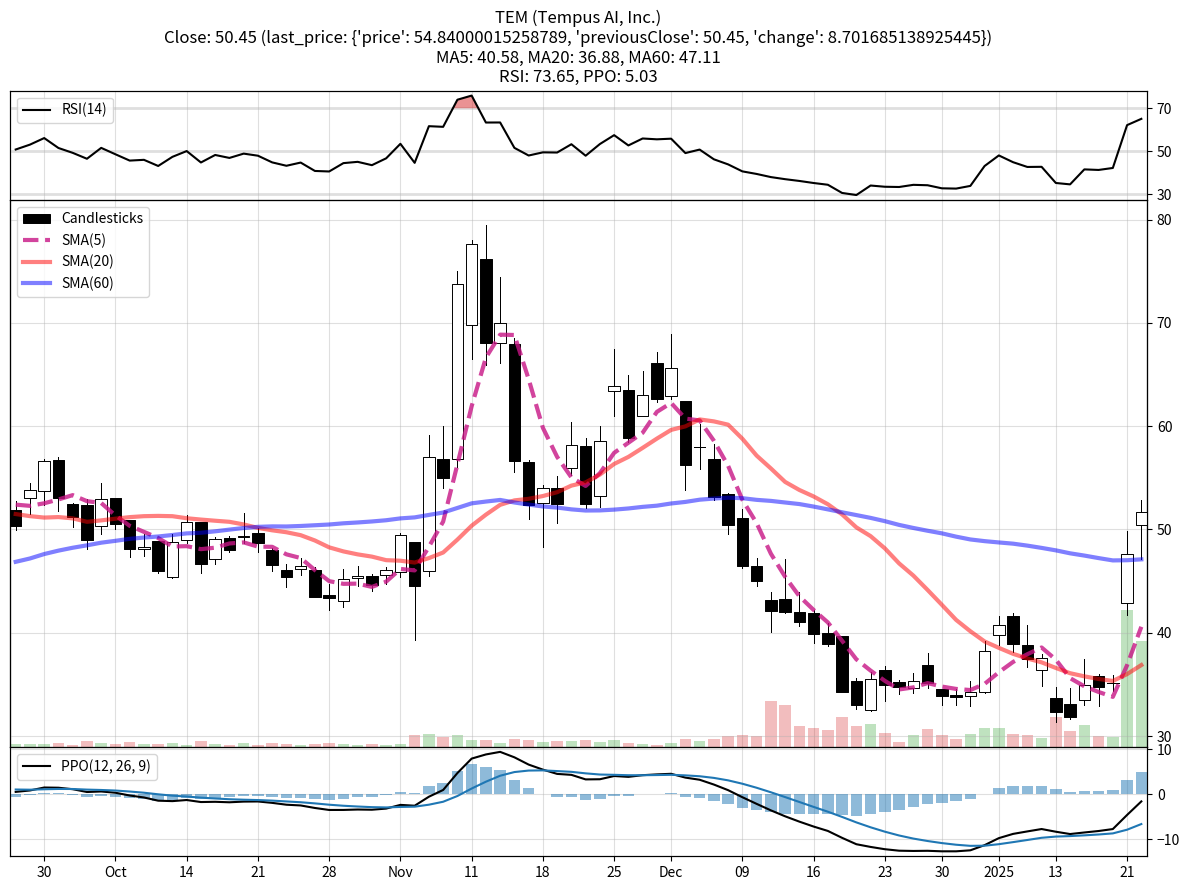 TEM (Tempus AI, Inc.)
Close: 50.45 (last_price: {'price': 54.84000015258789, 'previousClose': 50.45, 'change': 8.701685138925445})
MA5: 40.58, MA20: 36.88, MA60: 47.11
RSI: 73.65, PPO: 5.03
RSI(14)
70
50
30
Candlesticks
SMA(5)
SMA(20)
SMA(60)
80
70
60
50
40
30
PPO(12, 26, 9)
10
0
−10
30 Oct 14 21 28 Nov 11 18 25 Dec 09 16 23 30 2025 13 21